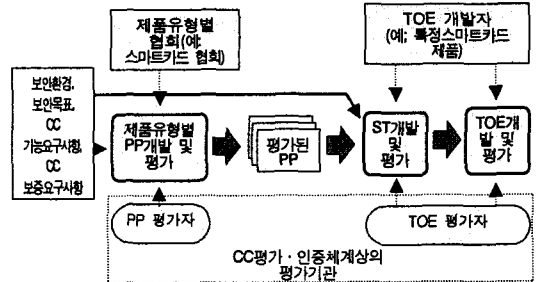 제품유형별
협회(예:
스마트카드 협회)
TOE 개발자
(예: 특정스마트카드
제품)
보안환경,
보안목표,
CC
기능요구사항,
CC
보증요구사항
제품유형별
PP개발 및
평가
평가된
PP
ST개발
및
평가
TOE개
발 및
평가
PP 평가자
TOE 평가자
CC평가·인증체계상의
평가기관